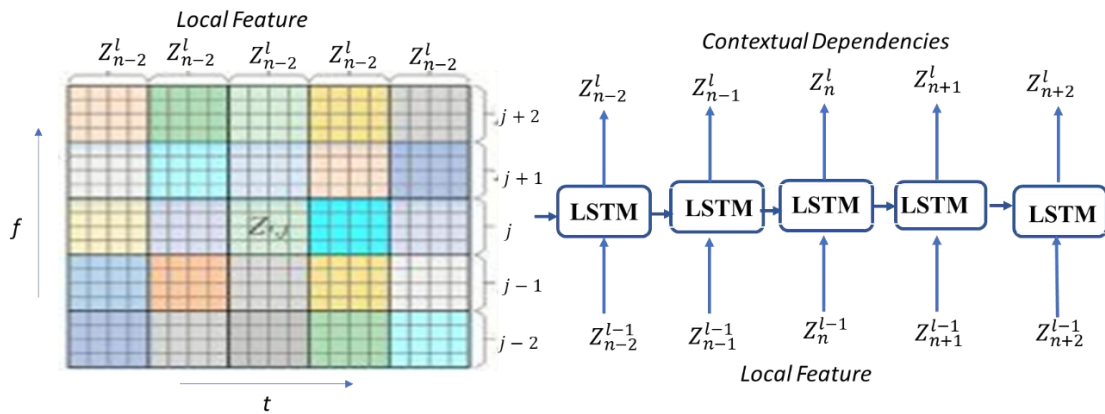 Local Feature
Z^l_{n-2} Z^l_{n-2} Z^l_{n-2} Z^l_{n-2} Z^l_{n-2}
j + 2
j + 1
f
j
j − 1
j − 2
t
Contextual Dependencies
Z^l_{n-2} Z^l_{n-1} Z^l_n Z^l_{n+1} Z^l_{n+2}
LSTM LSTM LSTM LSTM LSTM
Z^{l-1}_{n-2} Z^{l-1}_{n-1} Z^{l-1}_n Z^{l-1}_{n+1} Z^{l-1}_{n+2}
Local Feature